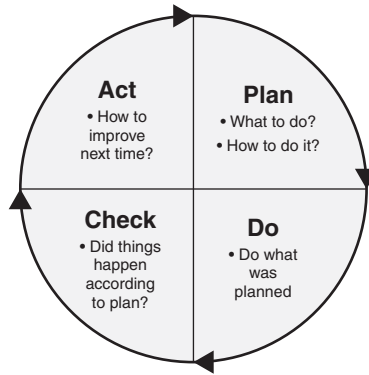 Act
• How to
improve
next time?
Plan
• What to do?
• How to do it?
Check
• Did things
happen
according
to plan?
Do
• Do what
was
planned